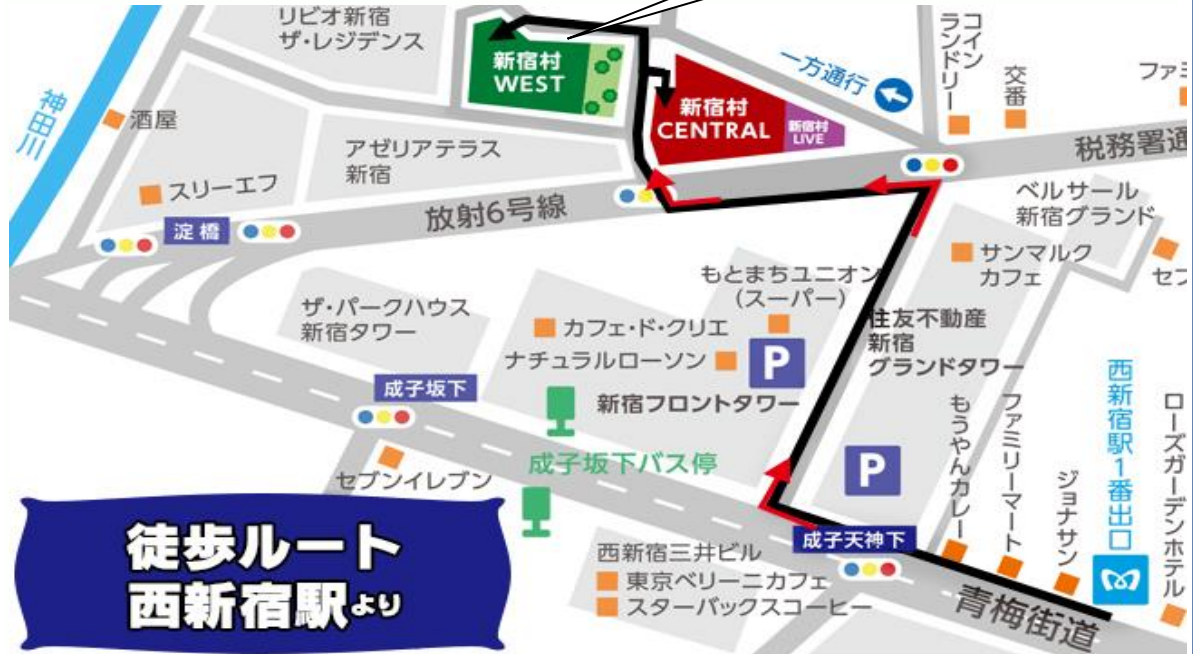 リビオ新宿
ザ・レジデンス
新宿村
WEST
新宿村
CENTRAL
新宿村
LIVE
一方通行
コイン
ランドリー
交番
ファミ
神田川
酒屋
アゼリアテラス
新宿
税務署通
スリーエフ
放射6号線
淀橋
ベルサール
新宿グランド
サンマルク
カフェ
セブ
もとまちユニオン
(スーパー)
ザ・パークハウス
新宿タワー
カフェ・ド・クリエ
ナチュラルローソン
P
住友不動産
新宿
グランドタワー
成子坂下
新宿フロントタワー
西新宿駅1番出口
ローズガーデンホテル
もうやんカレー
ファミリーマート
ジョナサン
成子坂下バス停
P
セブンイレブン
成子天神下
徒歩ルート
西新宿駅より
西新宿三井ビル
東京ベリーニカフェ
スターバックスコーヒー
青梅街道